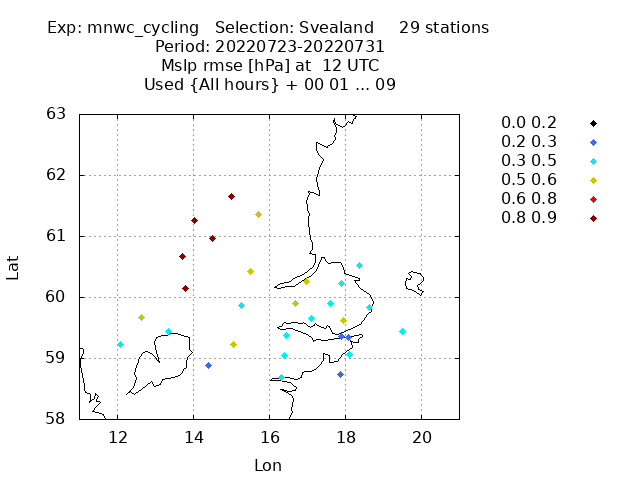 Exp: mnwc_cycling Selection: Svealand 29 stations
Period: 20220723-20220731
Mslp rmse [hPa] at 12 UTC
Used {All hours} + 00 01 ... 09
63
62
61
60
59
58
Lat
12 14 16 18 20
Lon
0.0 0.2
0.2 0.3
0.3 0.5
0.5 0.6
0.6 0.8
0.8 0.9